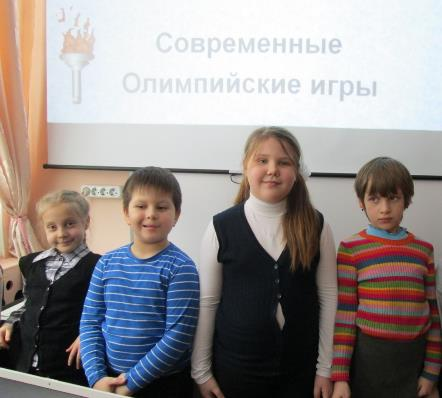 Современные
Олимпийские игры